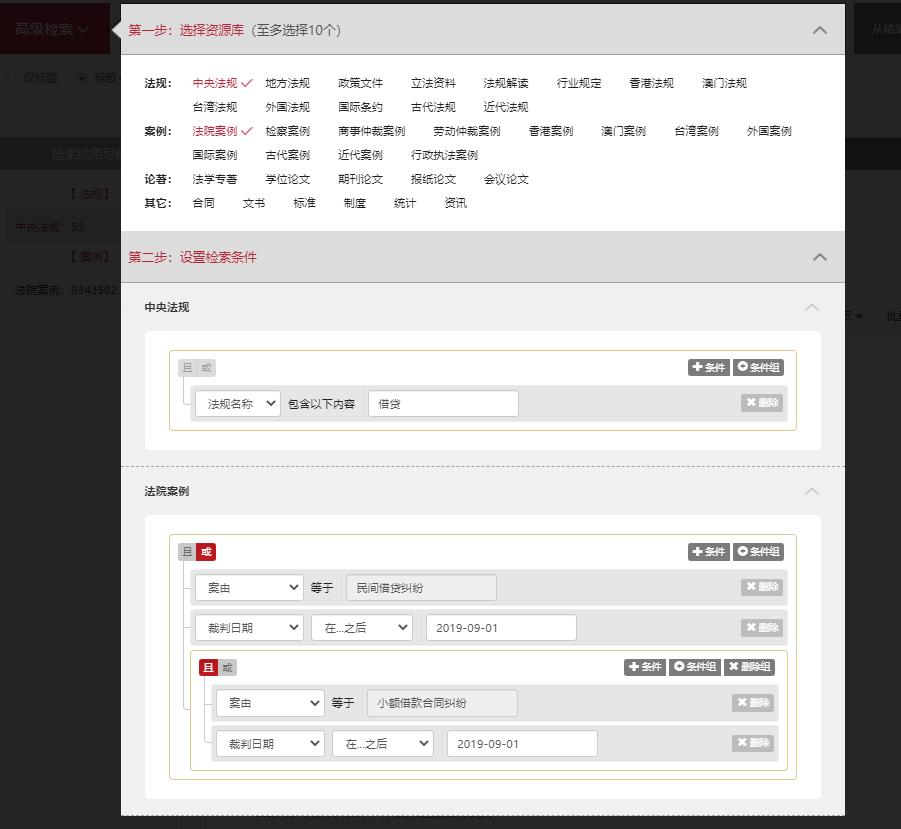 高级检索
第一步：选择资源库（至多选择10个）
从结果
仅标题
标题
法规： 中央法规 地方法规 政策文件 立法资料 法规解读 行业规定 香港法规 澳门法规
台湾法规 外国法规 国际条约 古代法规 近代法规
案例： 法院案例 检察案例 商事仲裁案例 劳动仲裁案例 香港案例 澳门案例 台湾案例 外国案例
国际案例 古代案例 近代案例 行政执法案例
论著： 法学专著 学位论文 期刊论文 报纸论文 会议论文
其它： 合同 文书 标准 制度 统计 资讯
检索结果导
【 法规】
中央法规： 53
【 案例】
法院案例： 9343582
第二步：设置检索条件
中央法规
批
且 或 条件 条件组
法规名称 包含以下内容 借贷 删除
法院案例
且 或 条件 条件组
案由 等于 民间借贷纠纷 删除
裁判日期 在...之后 2019-09-01 删除
且 或 条件 条件组 删除组
案由 等于 小额借款合同纠纷 删除
裁判日期 在...之后 2019-09-01 删除